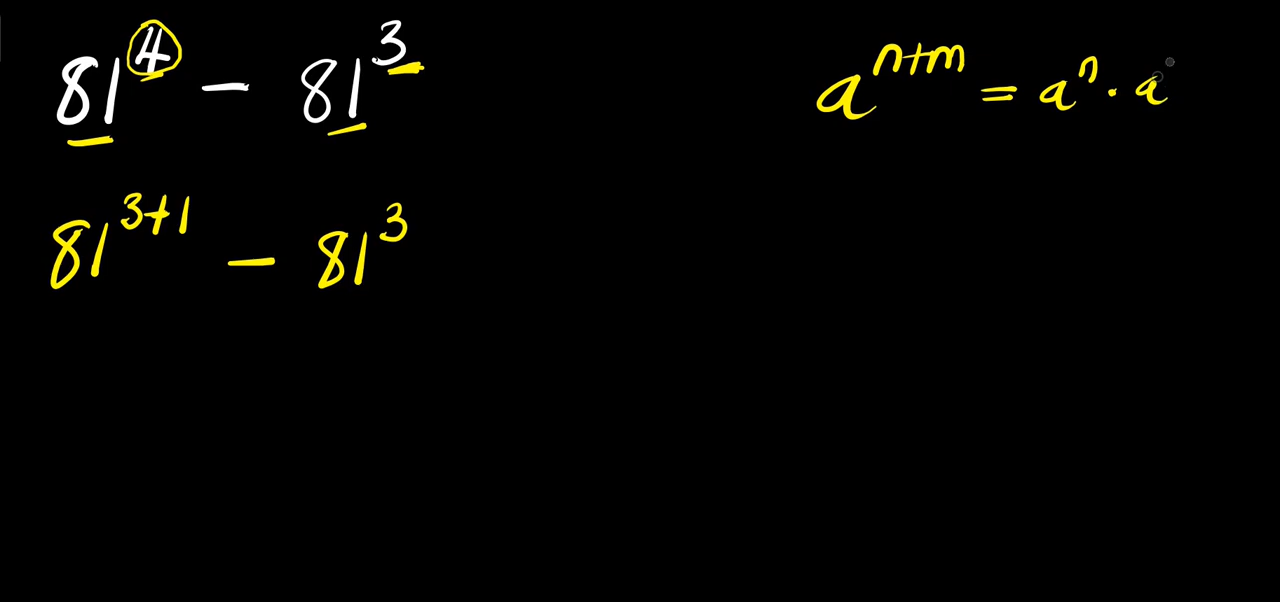 81⁴ − 81³
aⁿ⁺ᵐ = aⁿ · a
81³⁺¹ − 81³